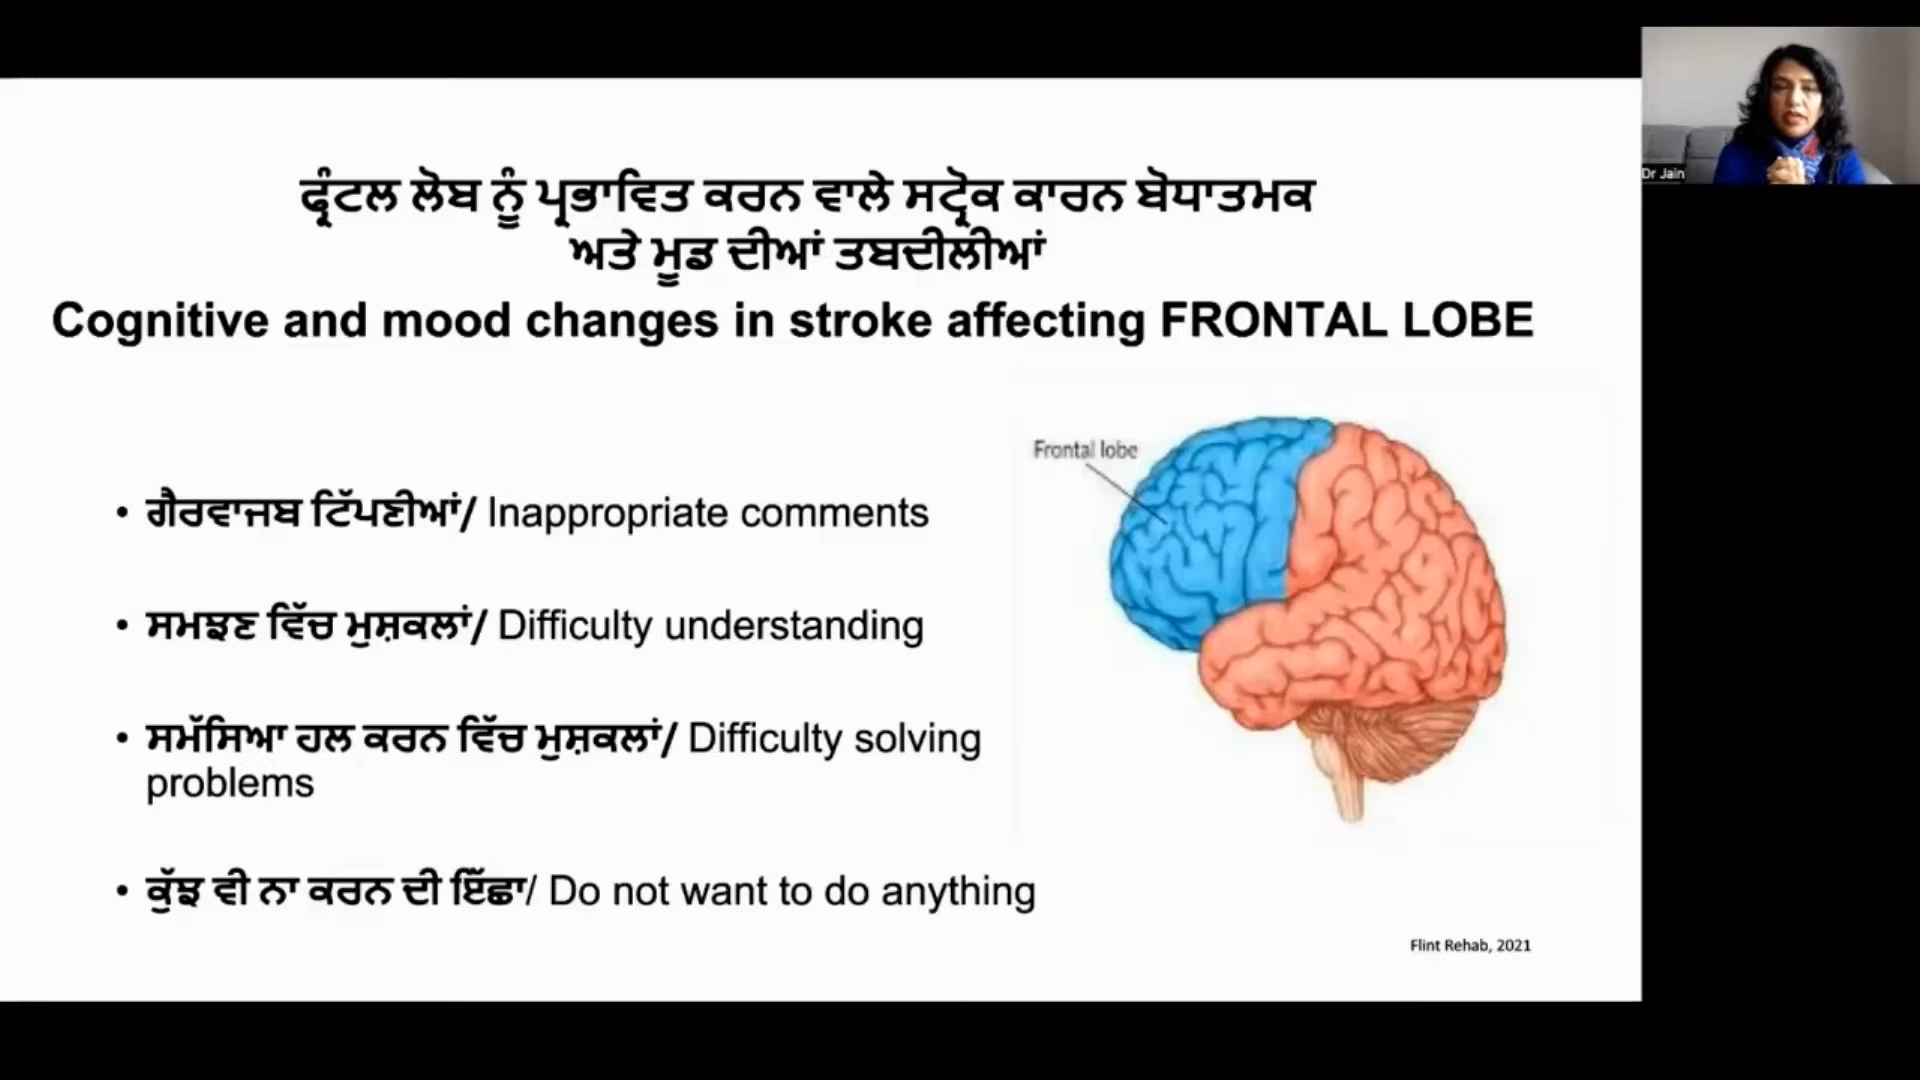 ਫ੍ਰੰਟਲ ਲੋਬ ਨੂੰ ਪ੍ਰਭਾਵਿਤ ਕਰਨ ਵਾਲੇ ਸਟ੍ਰੋਕ ਕਾਰਨ ਬੋਧਾਤਮਕ
ਅਤੇ ਮੂਡ ਦੀਆਂ ਤਬਦੀਲੀਆਂ
Cognitive and mood changes in stroke affecting FRONTAL LOBE
• ਗੈਰਵਾਜਬ ਟਿੱਪਣੀਆਂ/ Inappropriate comments
• ਸਮਝਣ ਵਿੱਚ ਮੁਸ਼ਕਲਾਂ/ Difficulty understanding
• ਸਮੱਸਿਆ ਹਲ ਕਰਨ ਵਿੱਚ ਮੁਸ਼ਕਲਾਂ/ Difficulty solving
problems
• ਕੁੱਝ ਵੀ ਨਾ ਕਰਨ ਦੀ ਇੱਛਾ/ Do not want to do anything
Frontal lobe
Flint Rehab, 2021
Dr Jain